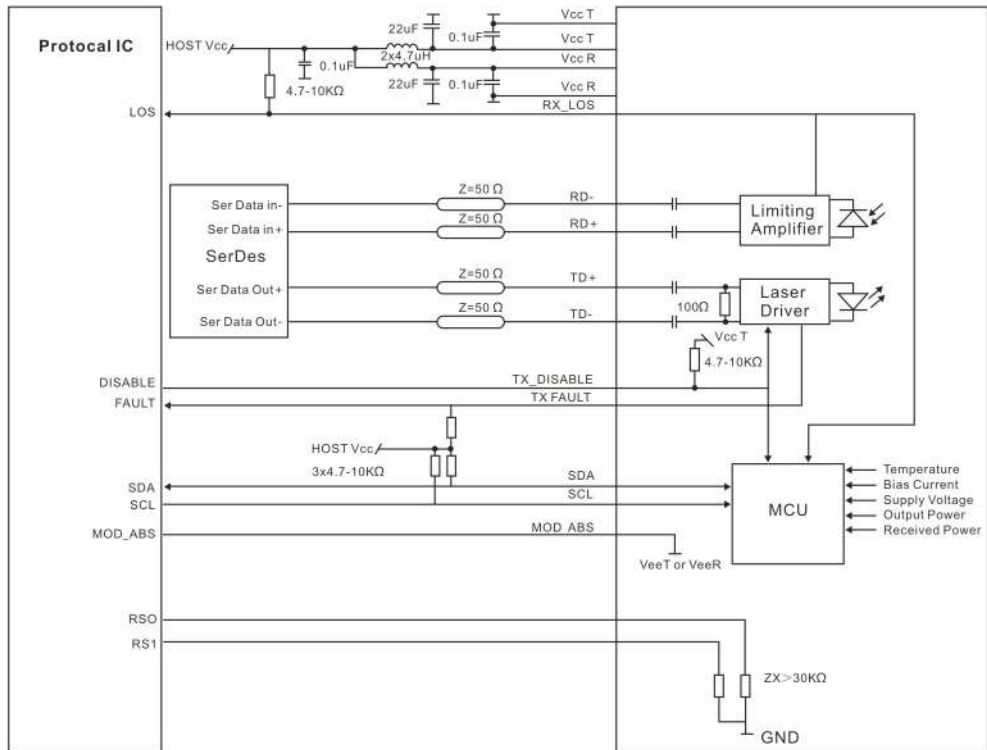 Protocal IC
HOST Vcc
22uF
0.1uF
Vcc T
Vcc T
2x4.7uH
0.1uF
4.7-10KΩ
22uF
0.1uF
Vcc R
Vcc R
LOS
RX_LOS
Ser Data in-
Z=50 Ω
RD-
Ser Data in+
Z=50 Ω
RD+
SerDes
Limiting
Amplifier
Ser Data Out+
Z=50 Ω
TD+
Ser Data Out-
Z=50 Ω
TD-
100Ω
Laser
Driver
Vcc T
4.7-10KΩ
DISABLE
TX_DISABLE
FAULT
TX FAULT
HOST Vcc
3x4.7-10KΩ
SDA
SDA
SCL
SCL
MCU
Temperature
Bias Current
Supply Voltage
Output Power
Received Power
MOD_ABS
MOD ABS
VeeT or VeeR
RSO
RS1
ZX>30KΩ
GND